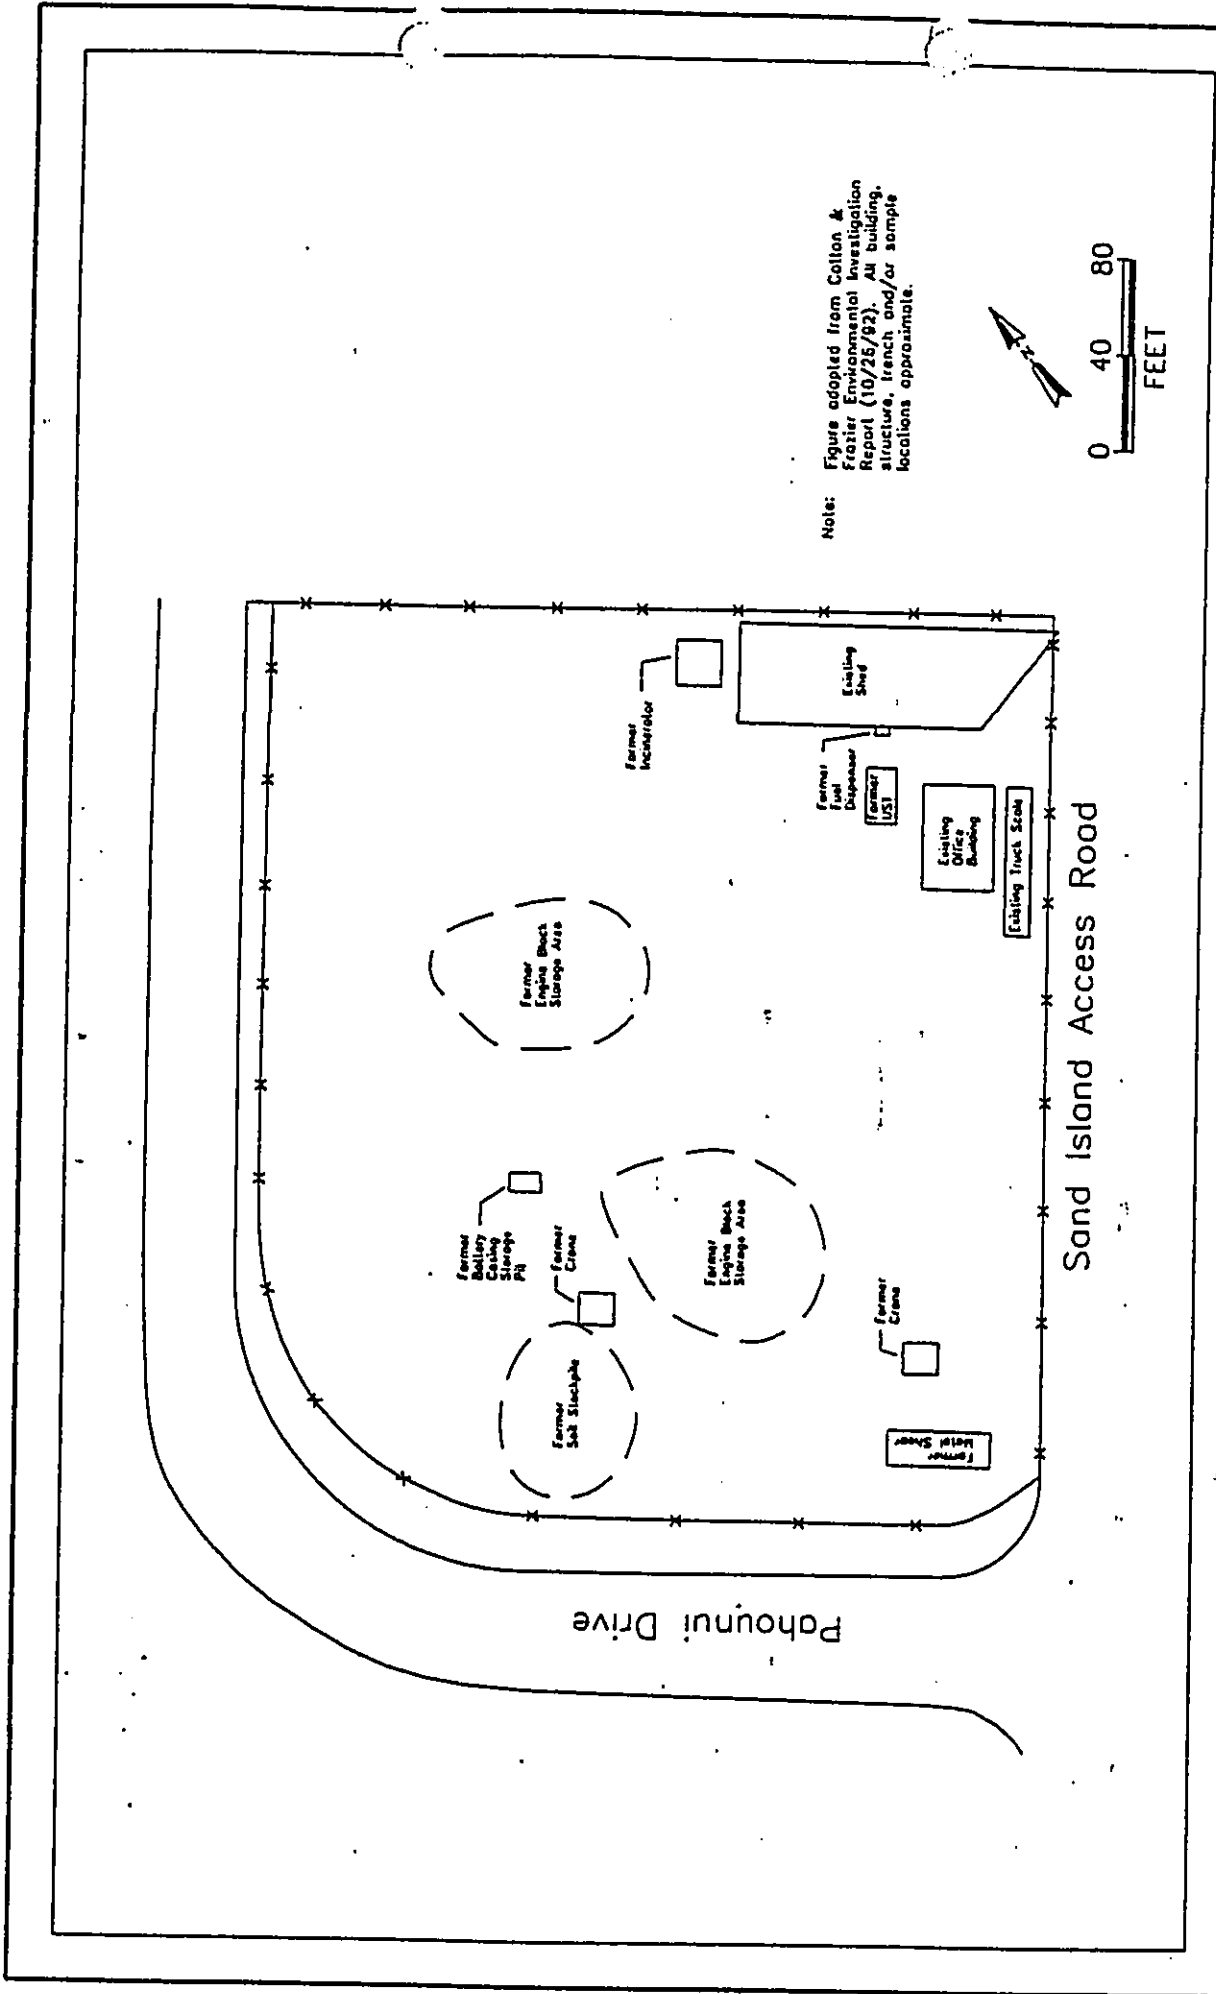 Former
Incinerator
Existing
Shed
Former
Fuel
Dispenser
Former
UST
Existing
Office
Building
Existing Truck Scale
Former
Engine Block
Storage Area
Former
Battery
Casing
Storage
Pit
Former
Crane
Former
Engine Block
Storage Area
Former
Soil Stockpile
Former
Crane
Former
Metal Shear
Pahounui Drive
Sand Island Access Road
Note: Figure adopted from Cotton &
Frazier Environmental Investigation
Report (10/26/92). All building,
structure, trench and/or sample
locations approximate.
N
0 40 80
FEET